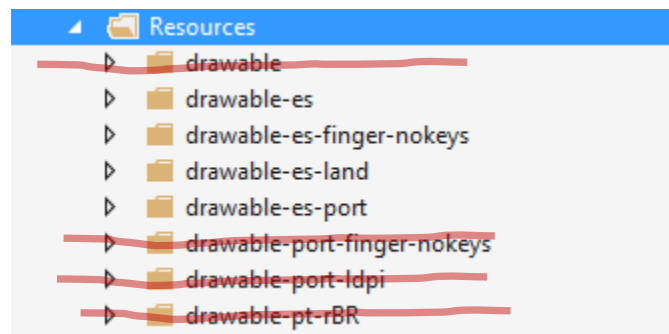 Resources
drawable
drawable-es
drawable-es-finger-nokeys
drawable-es-land
drawable-es-port
drawable-port-finger-nokeys
drawable-port-ldpi
drawable-pt-rBR